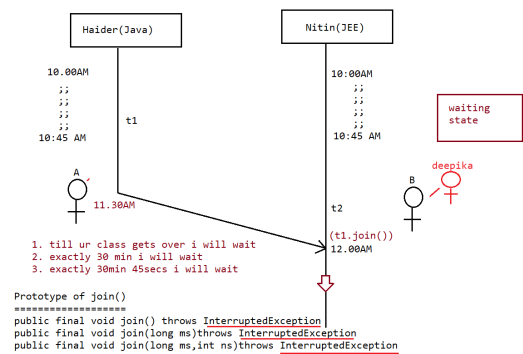 Haider(Java)
Nitin(JEE)
10.00AM
;;
;;
;;
;;
10:45 AM
t1
10:00AM
;;
;;
;;
;;
10:45 AM
waiting
state
deepika
A
11.30AM
B
t2
(t1.join())
12.00AM
1. till ur class gets over i will wait
2. exactly 30 min i will wait
3. exactly 30min 45secs i will wait
Prototype of join()
====================
public final void join() throws InterruptedException
public final void join(long ms)throws InterruptedException
public final void join(long ms,int ns)throws InterruptedException